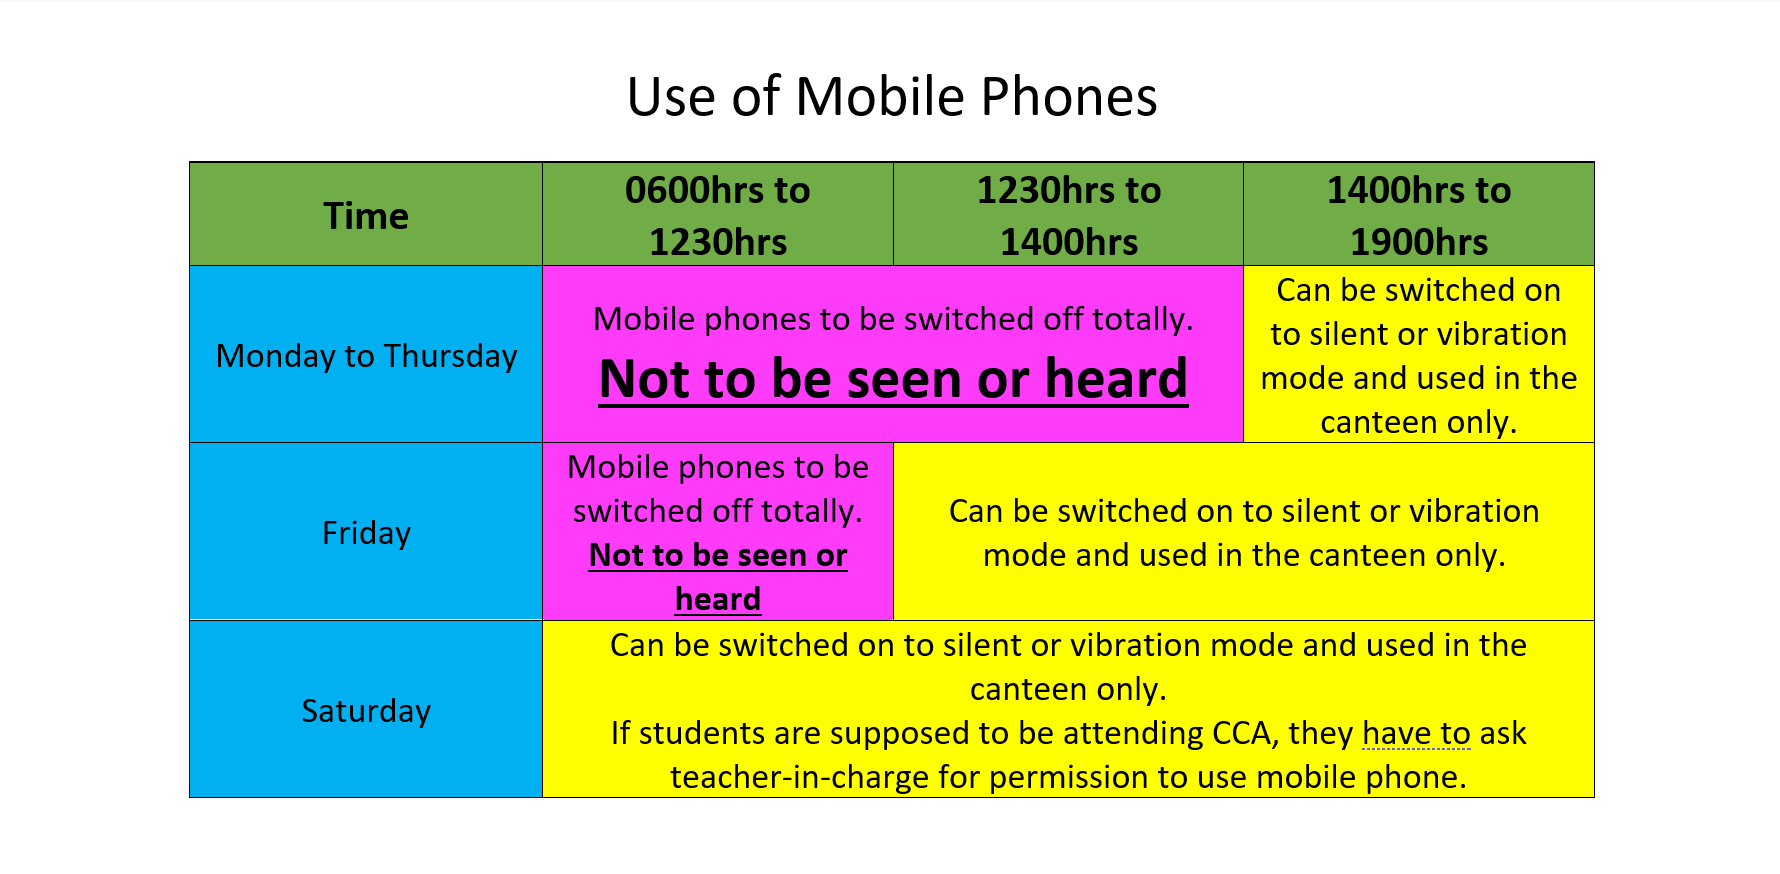 Use of Mobile Phones
Time
0600hrs to
1230hrs
1230hrs to
1400hrs
1400hrs to
1900hrs
Monday to Thursday
Mobile phones to be switched off totally.
Not to be seen or heard
Can be switched on
to silent or vibration
mode and used in the
canteen only.
Friday
Mobile phones to be
switched off totally.
Not to be seen or
heard
Can be switched on to silent or vibration
mode and used in the canteen only.
Saturday
Can be switched on to silent or vibration mode and used in the
canteen only.
If students are supposed to be attending CCA, they have to ask
teacher-in-charge for permission to use mobile phone.